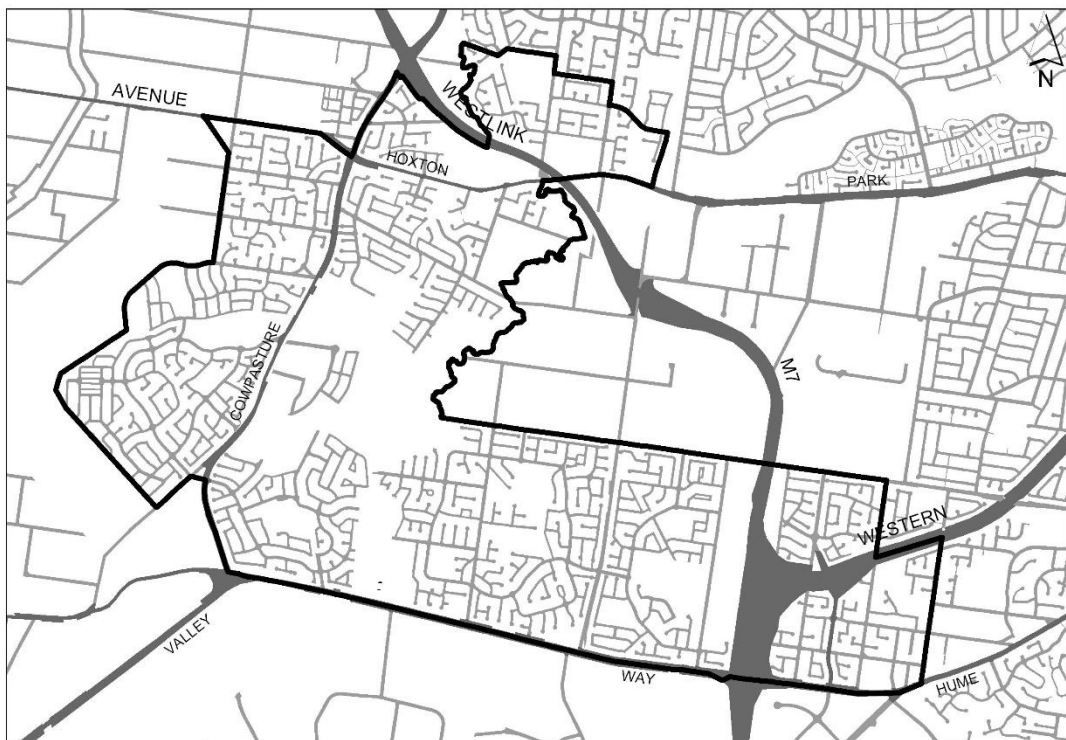 AVENUE
WESTLINK
N
HOXTON
PARK
COWPASTURE
M7
WESTERN
VALLEY
WAY
HUME